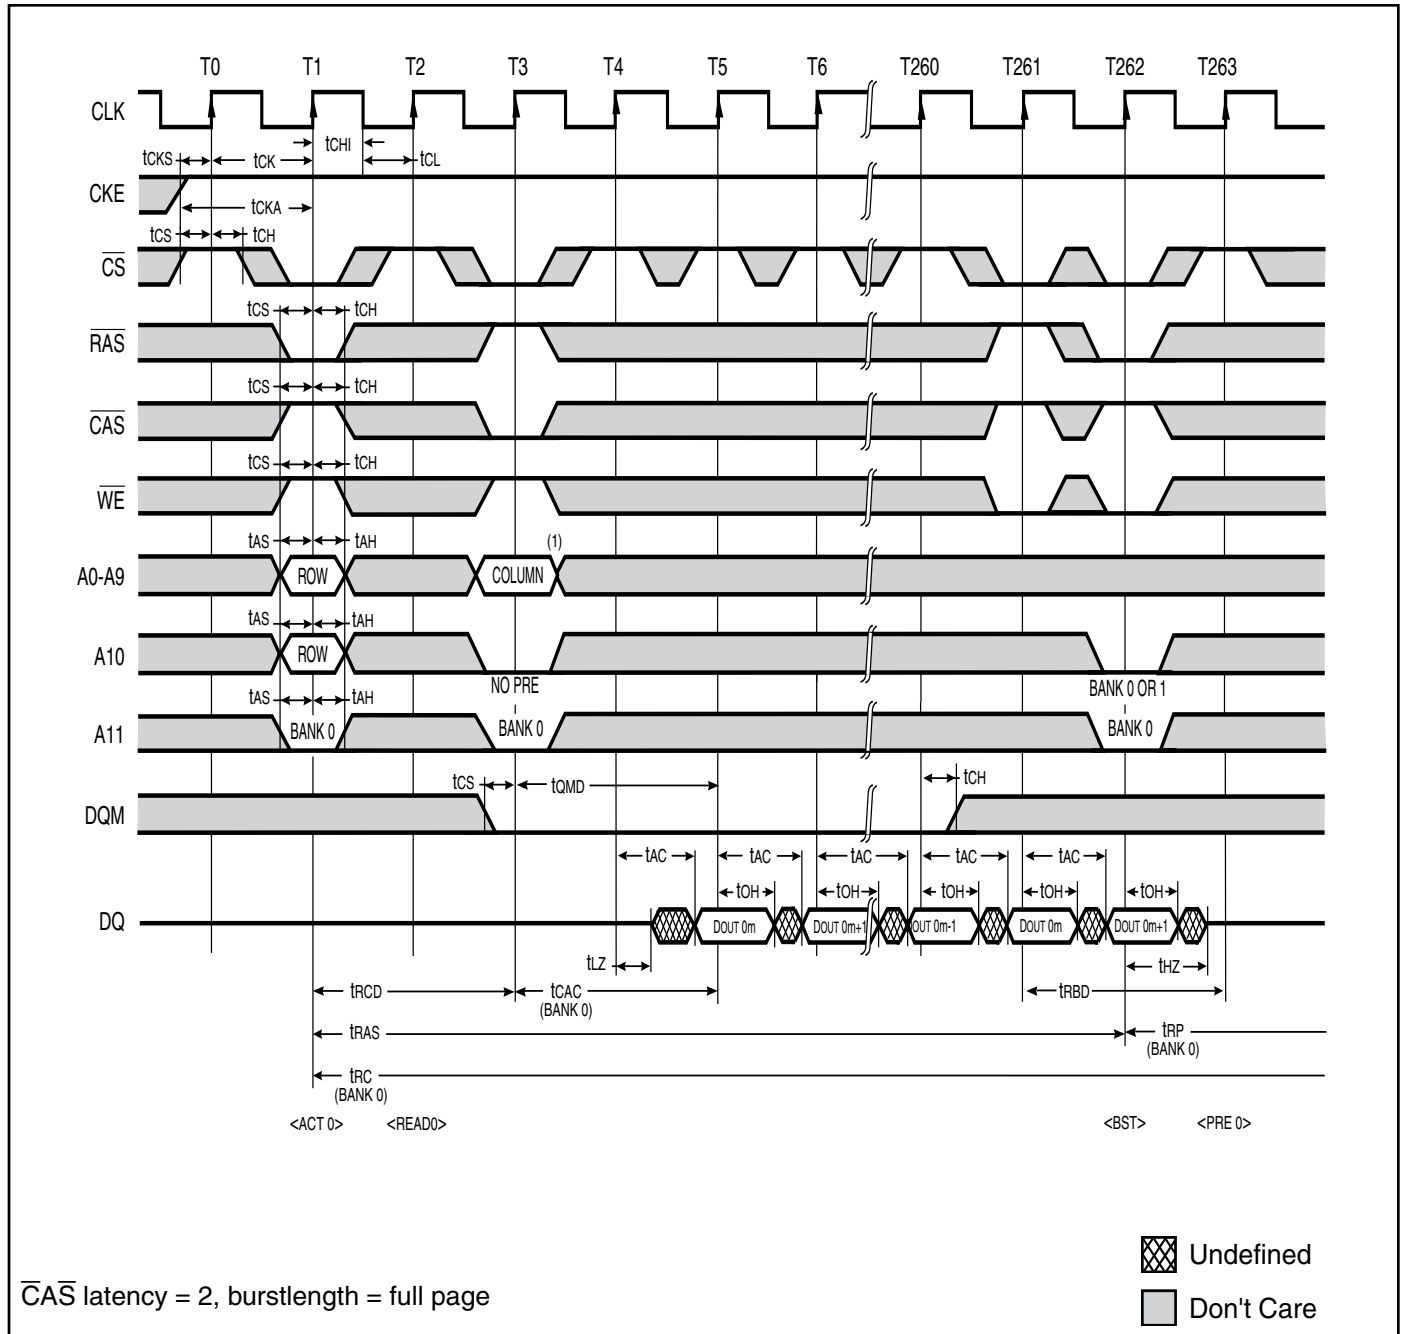 T0 T1 T2 T3 T4 T5 T6 T260 T261 T262 T263
CLK
tCHI
tCKS tCK tCL
CKE
tCKA
tCS tCH
CS
tCS tCH
RAS
tCS tCH
CAS
tCS tCH
WE
tAS tAH (1)
A0-A9 ROW COLUMN
tAS tAH
A10 ROW
NO PRE BANK 0 OR 1
tAS tAH
A11 BANK 0 BANK 0 BANK 0
tCS tQMD tCH
DQM
tAC tAC tAC tAC tAC
tOH tOH tOH tOH tOH
DQ DOUT 0m DOUT 0m+1 OUT 0m-1 DOUT 0m DOUT 0m+1
tLZ tHZ
tRCD tCAC tRBD
(BANK 0)
tRAS tRP
(BANK 0)
tRC
(BANK 0)
<ACT 0> <READ0> <BST> <PRE 0>
Undefined
CAS latency = 2, burstlength = full page
Don't Care